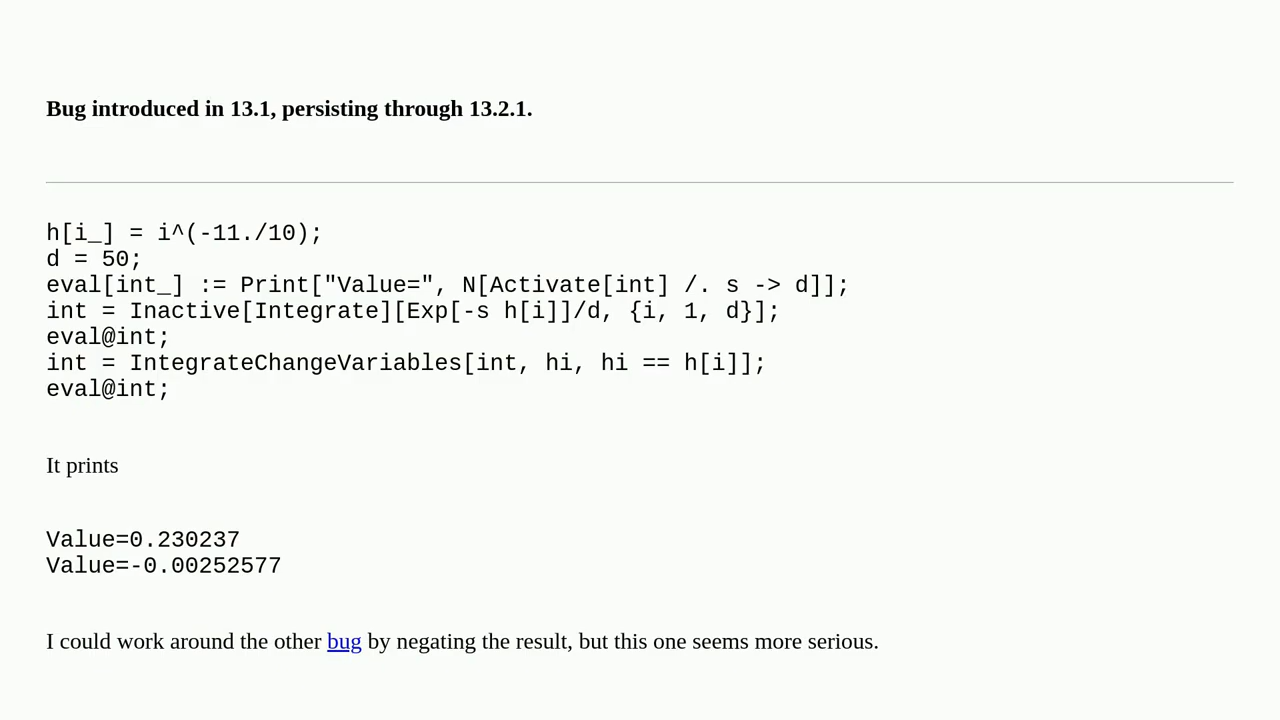 Bug introduced in 13.1, persisting through 13.2.1.
h[i_] = i^(-11./10);
d = 50;
eval[int_] := Print["Value=", N[Activate[int] /. s -> d]];
int = Inactive[Integrate][Exp[-s h[i]]/d, {i, 1, d}];
eval@int;
int = IntegrateChangeVariables[int, hi, hi == h[i]];
eval@int;
It prints
Value=0.230237
Value=-0.00252577
I could work around the other bug by negating the result, but this one seems more serious.